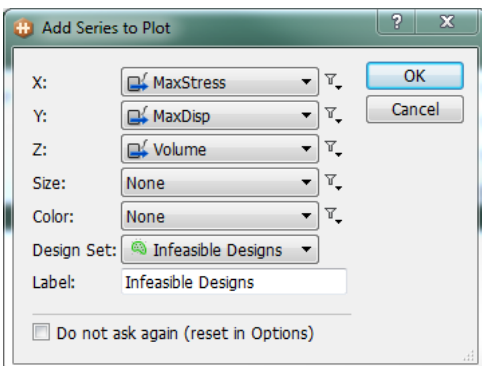 Add Series to Plot
?
X
X: MaxStress
Y: MaxDisp
Z: Volume
Size: None
Color: None
Design Set: Infeasible Designs
Label: Infeasible Designs
Do not ask again (reset in Options)
OK
Cancel